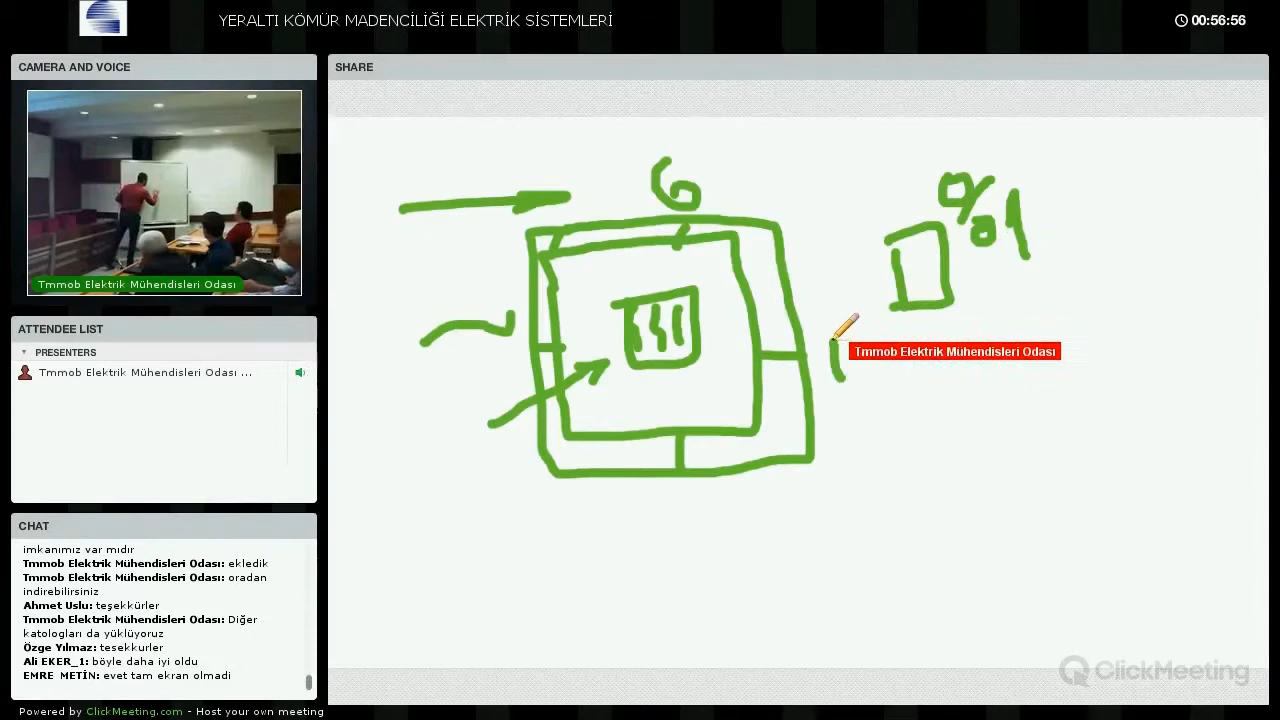 YERALTI KÖMÜR MADENCİLİĞİ ELEKTRİK SİSTEMLERİ
00:56:56
CAMERA AND VOICE
Tmmob Elektrik Mühendisleri Odası
ATTENDEE LIST
PRESENTERS
Tmmob Elektrik Mühendisleri Odası ...
CHAT
imkanımız var mıdır
Tmmob Elektrik Mühendisleri Odası: ekledik
Tmmob Elektrik Mühendisleri Odası: oradan
indirebilirsiniz
Ahmet Uslu: teşekkürler
Tmmob Elektrik Mühendisleri Odası: Diğer
katologları da yüklüyoruz
Özge Yılmaz: tesekkurler
Ali EKER_1: böyle daha iyi oldu
EMRE METİN: evet tam ekran olmadi
Powered by ClickMeeting.com - Host your own meeting
SHARE
6
%1
Tmmob Elektrik Mühendisleri Odası
ClickMeeting